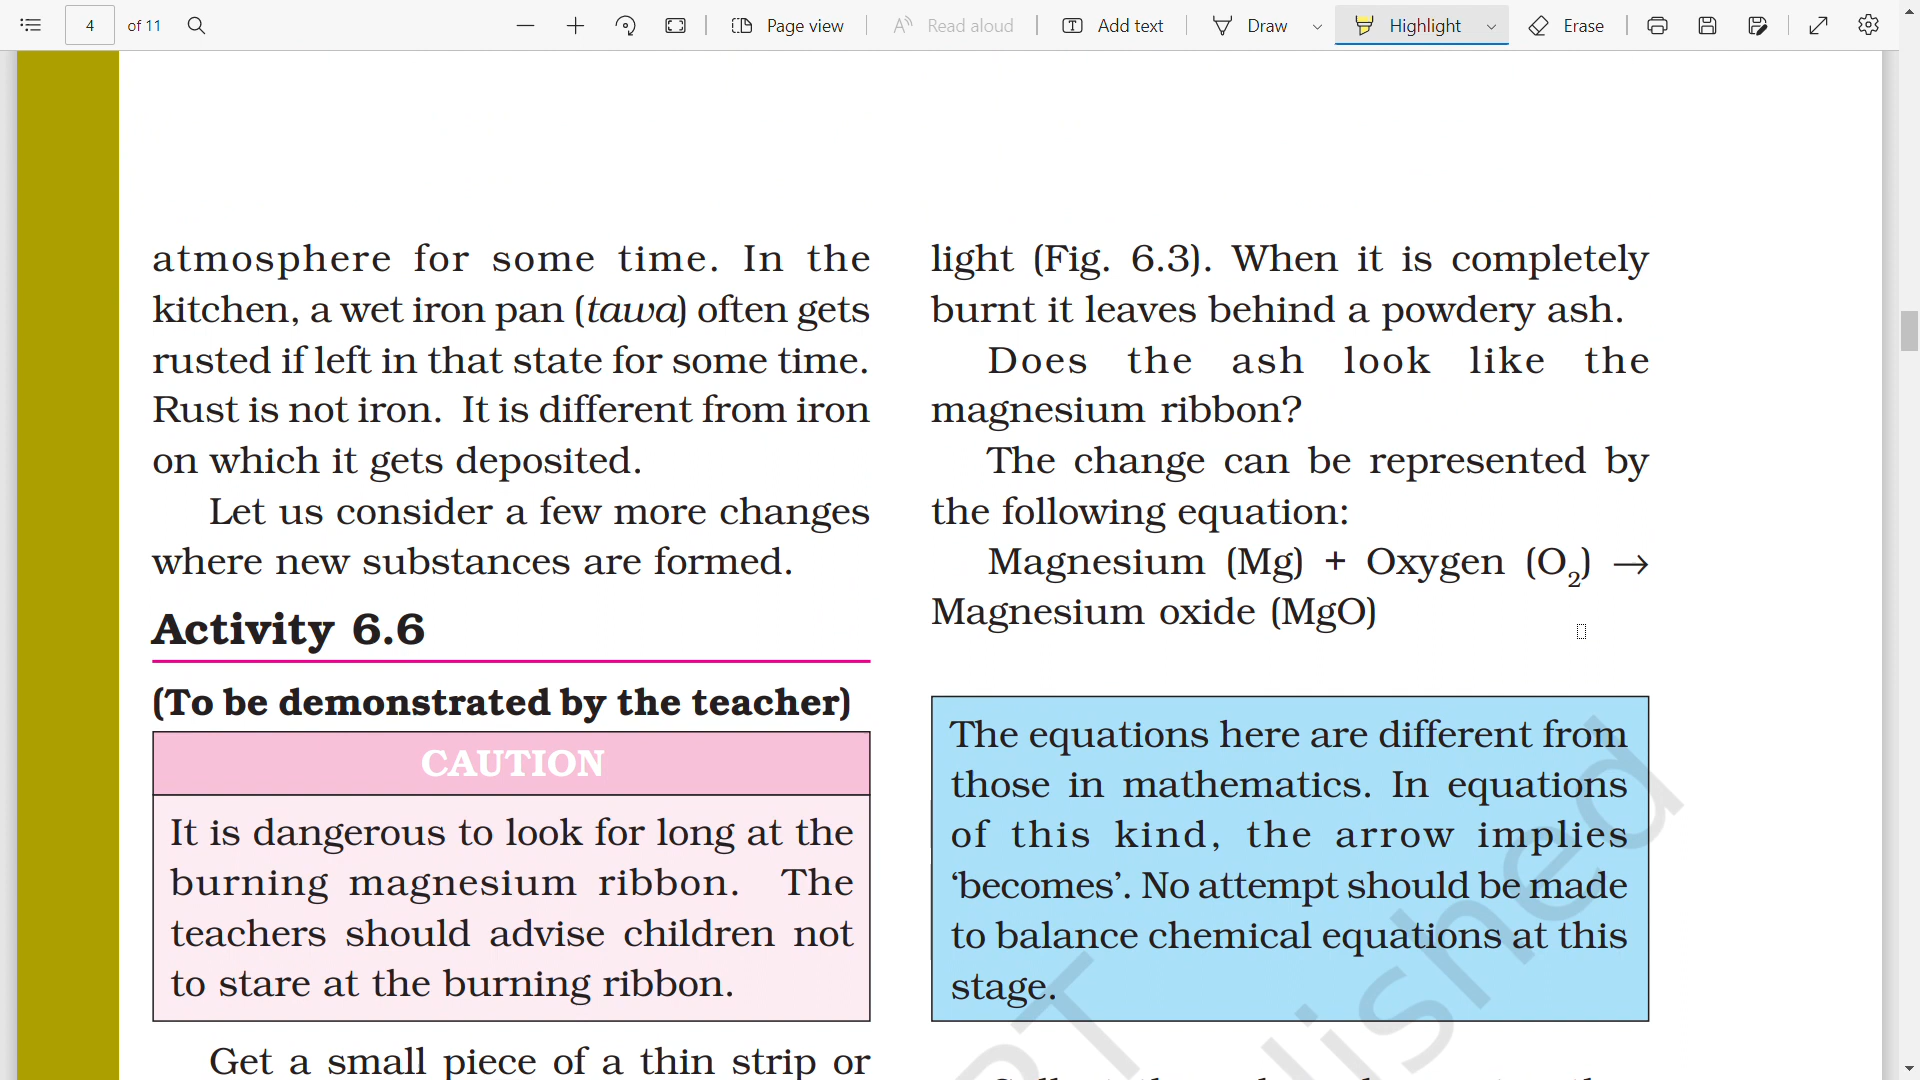 4 of 11 Page view Read aloud Add text Draw Highlight Erase
atmosphere for some time. In the
kitchen, a wet iron pan (tawa) often gets
rusted if left in that state for some time.
Rust is not iron. It is different from iron
on which it gets deposited.
Let us consider a few more changes
where new substances are formed.
Activity 6.6
(To be demonstrated by the teacher)
CAUTION
It is dangerous to look for long at the
burning magnesium ribbon. The
teachers should advise children not
to stare at the burning ribbon.
Get a small piece of a thin strip or
light (Fig. 6.3). When it is completely
burnt it leaves behind a powdery ash.
Does the ash look like the
magnesium ribbon?
The change can be represented by
the following equation:
Magnesium (Mg) + Oxygen (O₂) →
Magnesium oxide (MgO)
The equations here are different from
those in mathematics. In equations
of this kind, the arrow implies
‘becomes’. No attempt should be made
to balance chemical equations at this
stage.